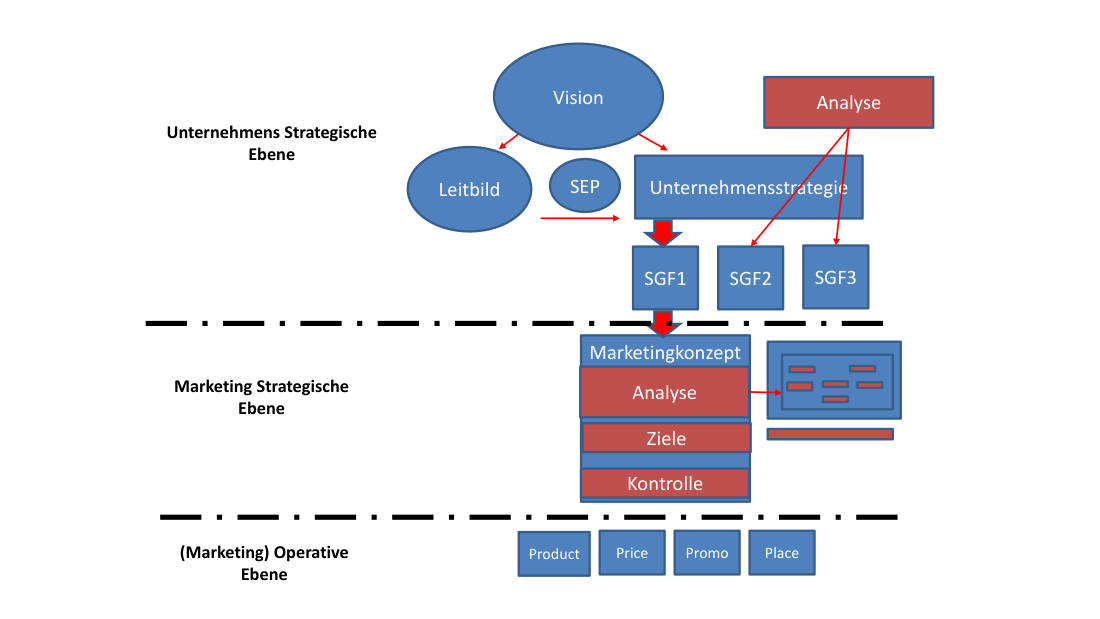 Vision
Analyse
Unternehmens Strategische
Ebene
Leitbild
SEP
Unternehmensstrategie
SGF1
SGF2
SGF3
Marketingkonzept
Marketing Strategische
Ebene
Analyse
Ziele
Kontrolle
(Marketing) Operative
Ebene
Product
Price
Promo
Place